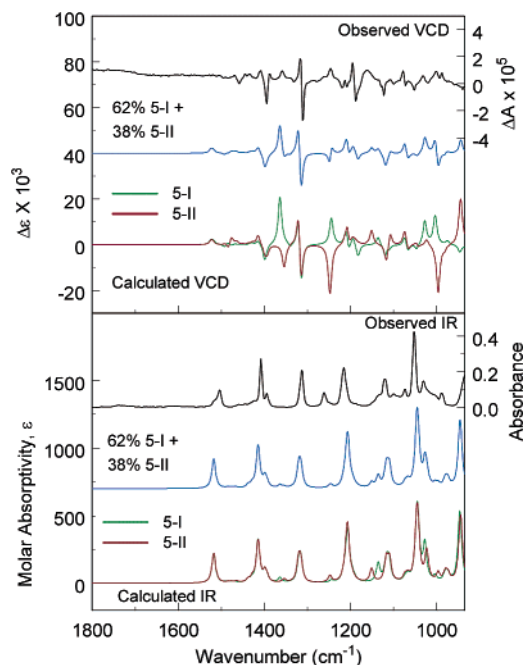 Observed VCD
100
80
60
40
20
0
-20
4
2
0
-2
-4
ΔA x 10⁵
Δε X 10³
62% 5-I +
38% 5-II
5-I
5-II
Calculated VCD
Observed IR
1500
1000
500
0
0.4
0.2
0.0
Absorbance
Molar Absorptivity, ε
62% 5-I +
38% 5-II
5-I
5-II
Calculated IR
1800 1600 1400 1200 1000
Wavenumber (cm⁻¹)